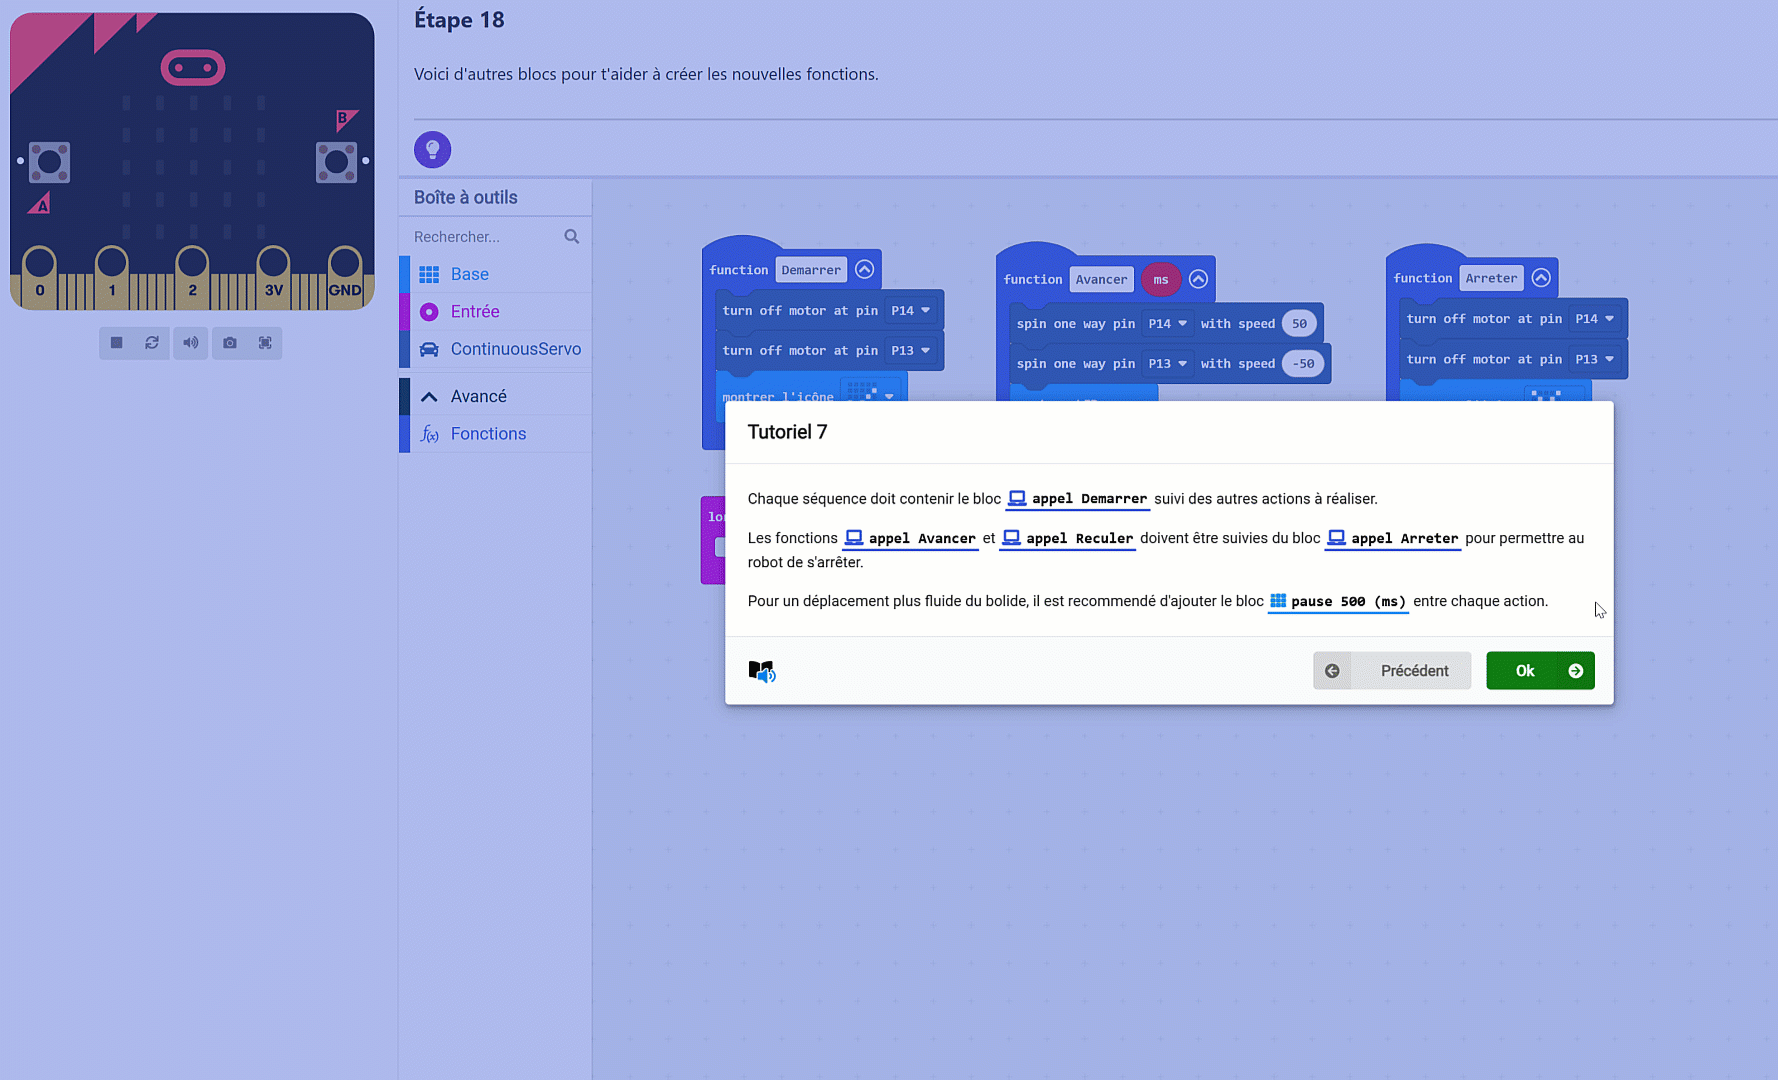 Étape 18
Voici d'autres blocs pour t'aider à créer les nouvelles fonctions.
B
A
0 1 2 3V GND
Boîte à outils
Rechercher...
Base
Entrée
ContinuousServo
Avancé
f(x) Fonctions
function Demarrer
turn off motor at pin P14
turn off motor at pin P13
montrer l'icône
function Avancer ms
spin one way pin P14 with speed 50
spin one way pin P13 with speed -50
function Arreter
turn off motor at pin P14
turn off motor at pin P13
Tutoriel 7
Chaque séquence doit contenir le bloc appel Demarrer suivi des autres actions à réaliser.
Les fonctions appel Avancer et appel Reculer doivent être suivies du bloc appel Arreter pour permettre au
robot de s'arrêter.
Pour un déplacement plus fluide du bolide, il est recommandé d'ajouter le bloc pause 500 (ms) entre chaque action.
Précédent
Ok